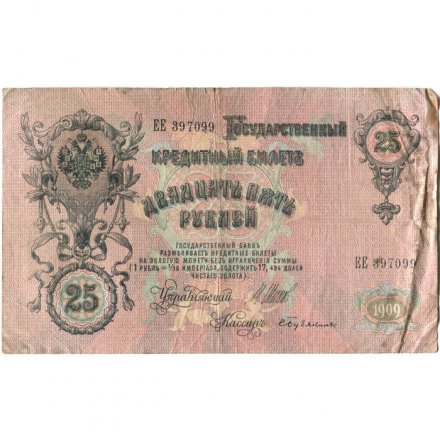 ЕЕ 397099 Государственный 25
Кредитный Билетъ
Двадцать пять
рублей
Государственный банкъ
размѣниваетъ кредитные билеты
на золотую монету безъ ограниченія суммы
(1 рубль = 1/15 имперіала, содержитъ 17,424 долей
чистаго золота).
ЕЕ 397099
25
Управляющій
Кассиръ
1909